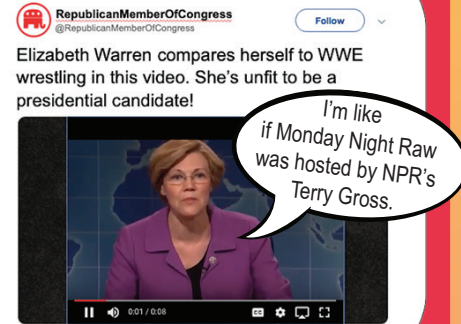 RepublicanMemberOfCongress
@RepublicanMemberOfCongress
Follow
Elizabeth Warren compares herself to WWE
wrestling in this video. She's unfit to be a
presidential candidate!
I'm like
if Monday Night Raw
was hosted by NPR's
Terry Gross.
0:01 / 0:08
CC